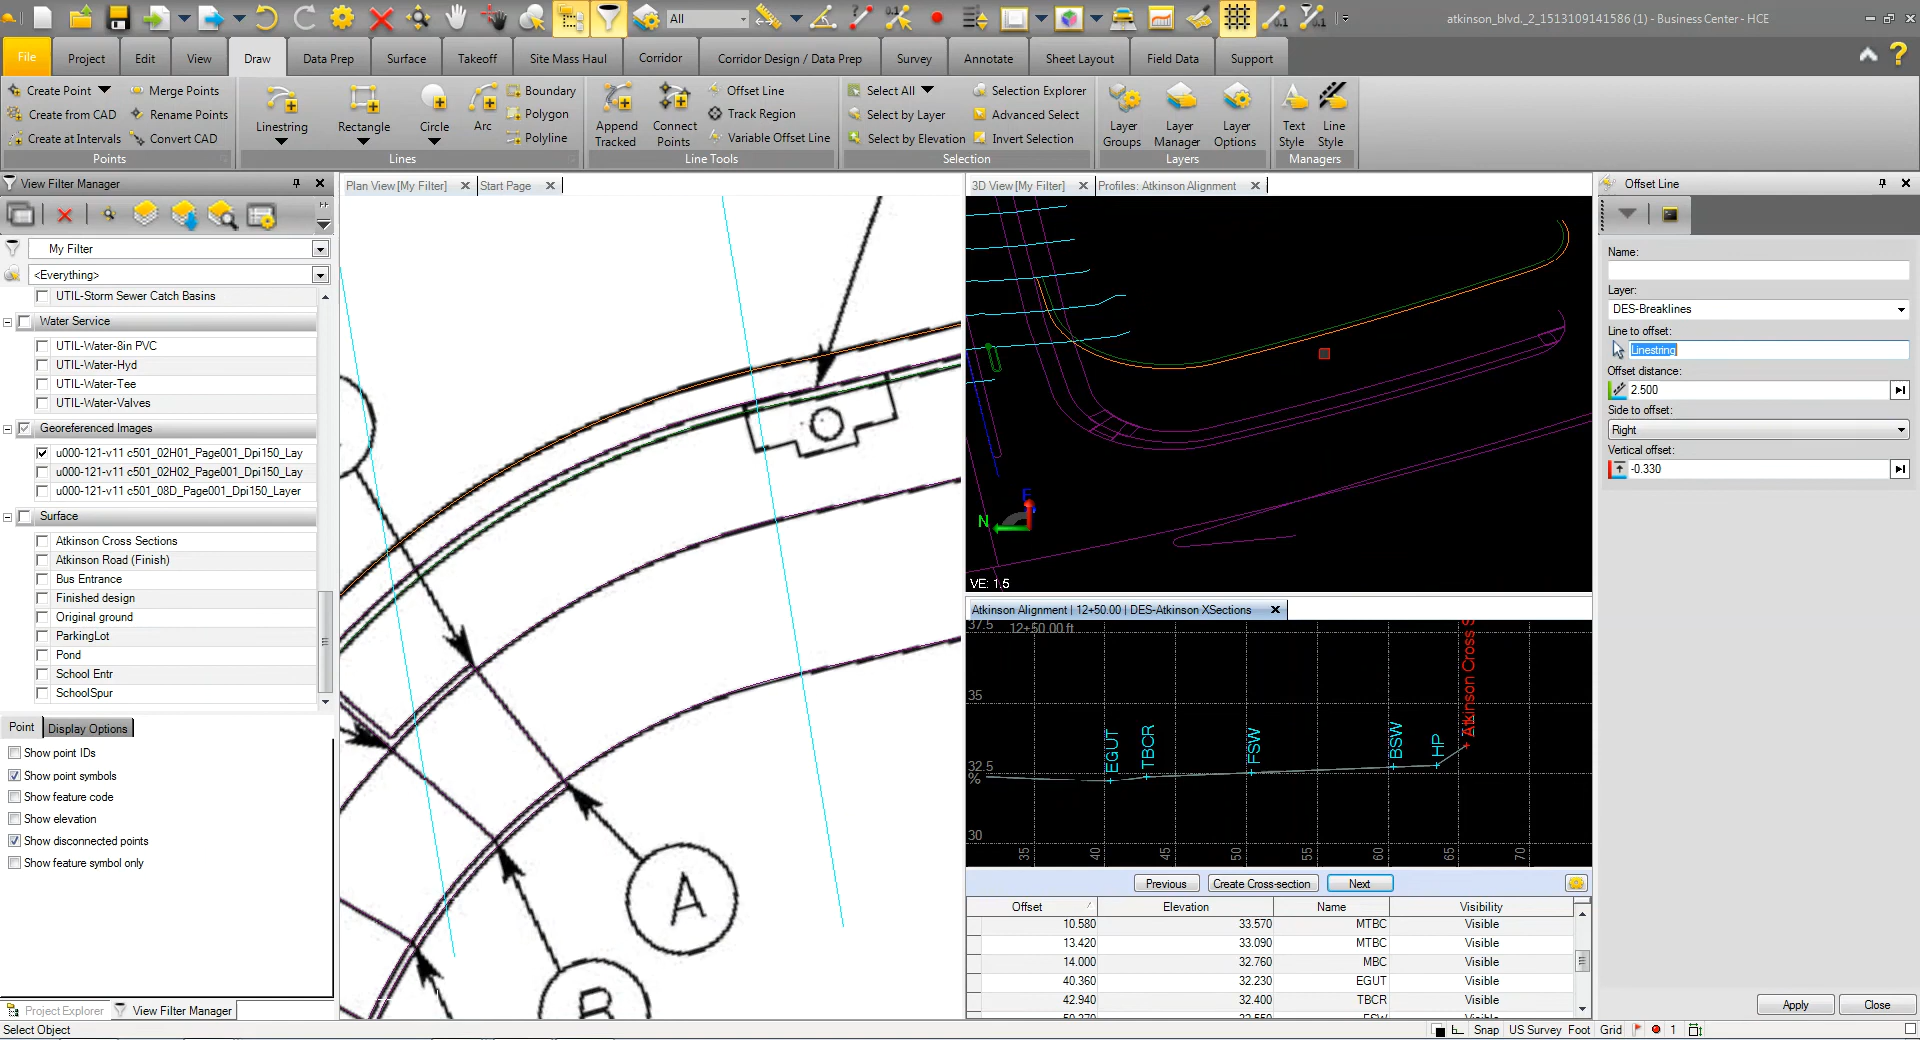 All
atkinson_blvd._2_1513109141586 (1) - Business Center - HCE
File
Project
Edit
View
Draw
Data Prep
Surface
Takeoff
Site Mass Haul
Corridor
Corridor Design / Data Prep
Survey
Annotate
Sheet Layout
Field Data
Support
Create Point
Merge Points
Create from CAD
Rename Points
Create at Intervals
Convert CAD
Points
Linestring
Rectangle
Circle
Arc
Boundary
Polygon
Polyline
Lines
Append Tracked
Connect Points
Offset Line
Track Region
Variable Offset Line
Line Tools
Select All
Select by Layer
Select by Elevation
Selection Explorer
Advanced Select
Invert Selection
Selection
Layer Groups
Layer Manager
Layer Options
Layers
Text Style
Line Style
Managers
View Filter Manager
My Filter
<Everything>
UTIL-Storm Sewer Catch Basins
Water Service
UTIL-Water-8in PVC
UTIL-Water-Hyd
UTIL-Water-Tee
UTIL-Water-Valves
Georeferenced Images
u000-121-v11 c501_02H01_Page001_Dpi150_Lay
u000-121-v11 c501_02H02_Page001_Dpi150_Lay
u000-121-v11 c501_08D_Page001_Dpi150_Layer
Surface
Atkinson Cross Sections
Atkinson Road (Finish)
Bus Entrance
Finished design
Original ground
ParkingLot
Pond
School Entr
SchoolSpur
Point
Display Options
Show point IDs
Show point symbols
Show feature code
Show elevation
Show disconnected points
Show feature symbol only
Project Explorer
View Filter Manager
Select Object
Plan View [My Filter]
Start Page
A
B
3D View [My Filter]
Profiles: Atkinson Alignment
N
E
VE: 1.5
Atkinson Alignment | 12+50.00 | DES-Atkinson XSections
37.5
12+50.00 ft
35
32.5
%
30
EGUT
TBCR
FSW
BSW
HP
Atkinson Cross S
35
40
45
50
55
60
65
70
Previous
Create Cross-section
Next
Offset Elevation Name Visibility
10.580 33.570 MTBC Visible
13.420 33.090 MTBC Visible
14.000 32.760 MBC Visible
40.360 32.230 EGUT Visible
42.940 32.400 TBCR Visible
Offset Line
Name:
Layer:
DES-Breaklines
Line to offset:
Linestring
Offset distance:
2.500
Side to offset:
Right
Vertical offset:
-0.330
Apply
Close
Snap
US Survey Foot
Grid
1